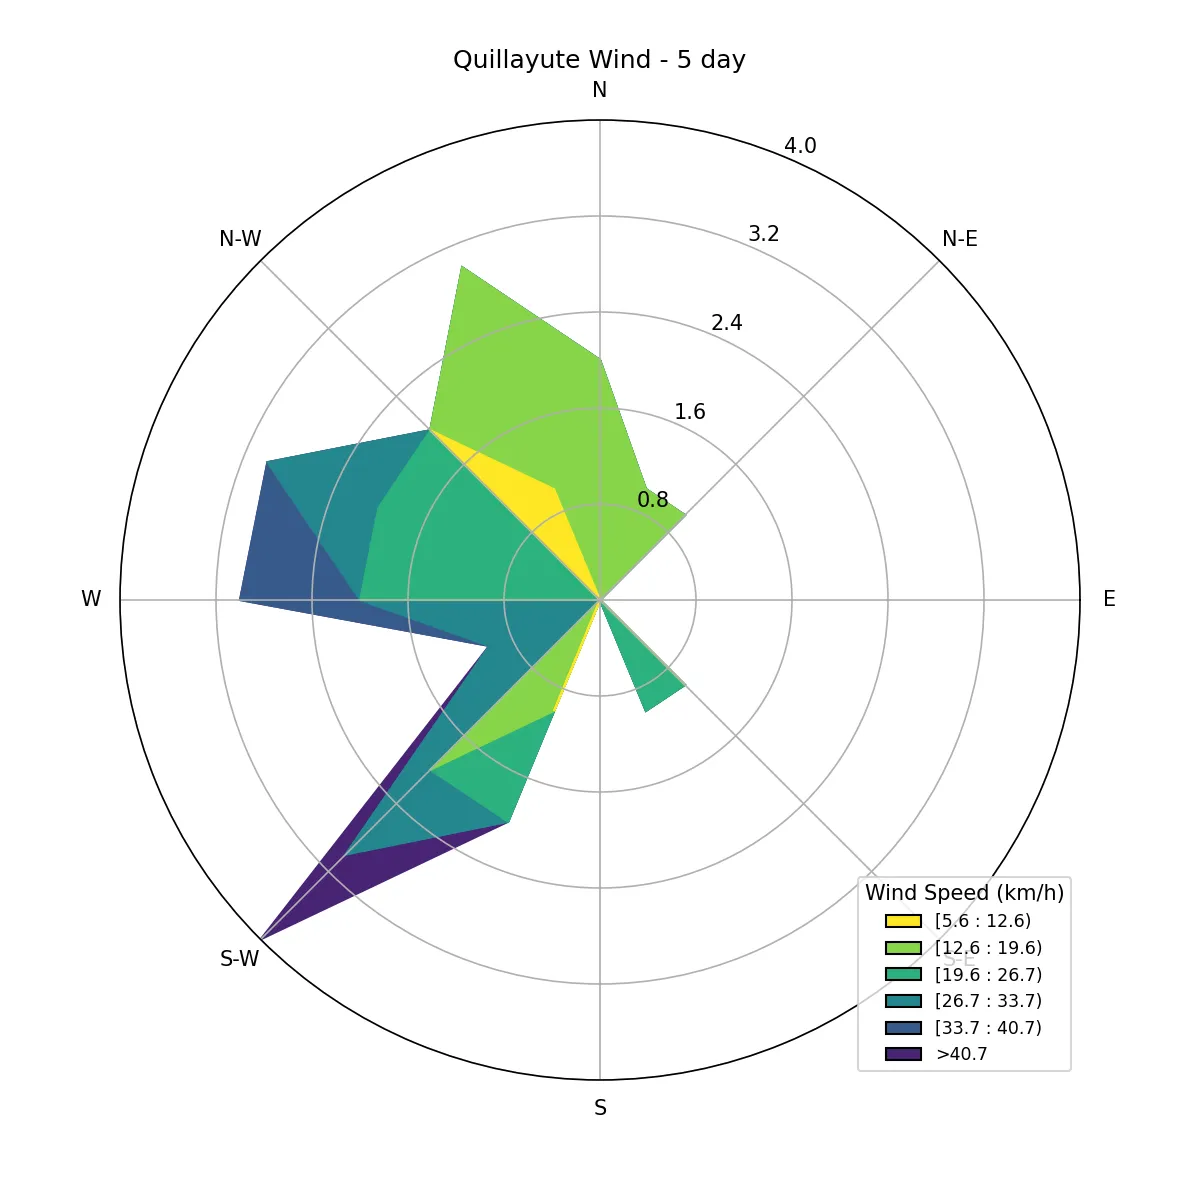 Quillayute Wind - 5 day
N
4.0
N-W
3.2
N-E
2.4
1.6
0.8
W
E
S-W
S-E
S
Wind Speed (km/h)
[5.6 : 12.6)
[12.6 : 19.6)
[19.6 : 26.7)
[26.7 : 33.7)
[33.7 : 40.7)
>40.7